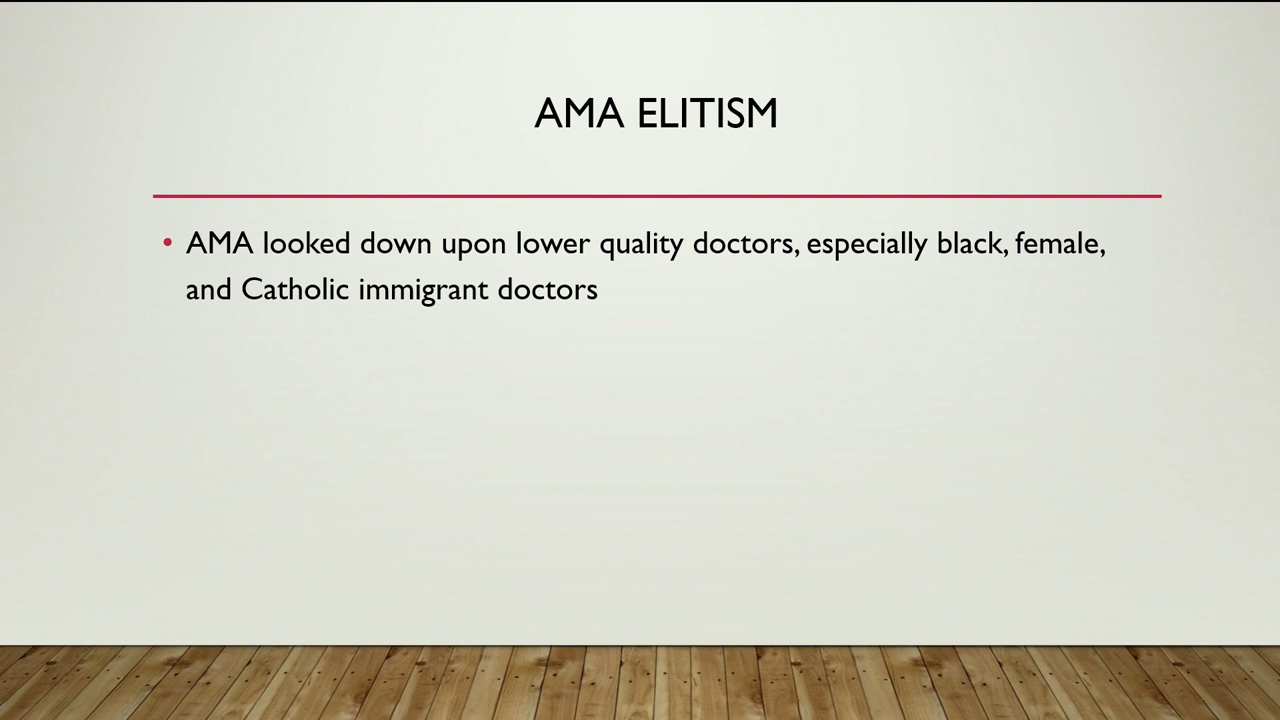 AMA ELITISM
• AMA looked down upon lower quality doctors, especially black, female,
and Catholic immigrant doctors